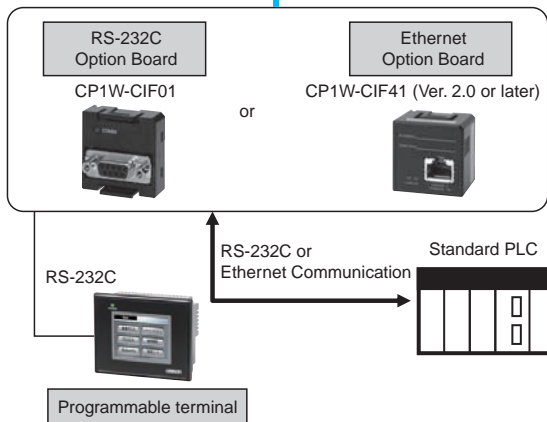 RS-232C
Option Board
CP1W-CIF01
or
Ethernet
Option Board
CP1W-CIF41 (Ver. 2.0 or later)
COMM
RS-232C
RS-232C or
Ethernet Communication
Standard PLC
Programmable terminal